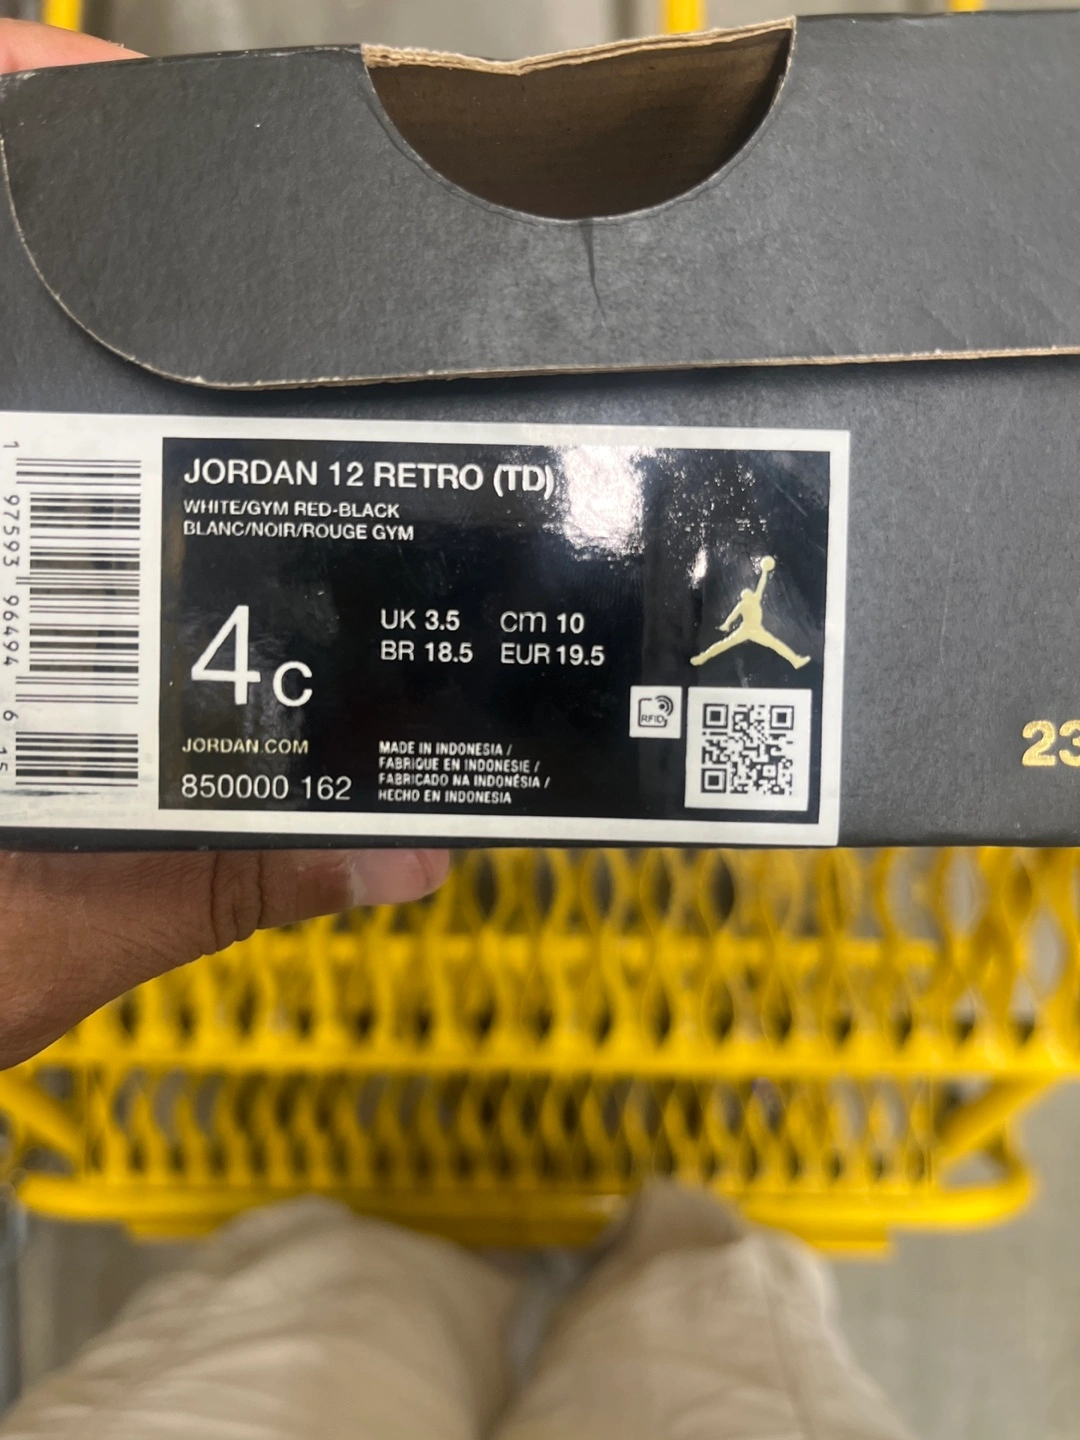 JORDAN 12 RETRO (TD)
WHITE/GYM RED-BLACK
BLANC/NOIR/ROUGE GYM
4c
UK 3.5 cm 10
BR 18.5 EUR 19.5
RFID
JORDAN.COM
850000 162
MADE IN INDONESIA /
FABRIQUE EN INDONESIE /
FABRICADO NA INDONÉSIA /
HECHO EN INDONESIA
1 97593 96494 6 15
23